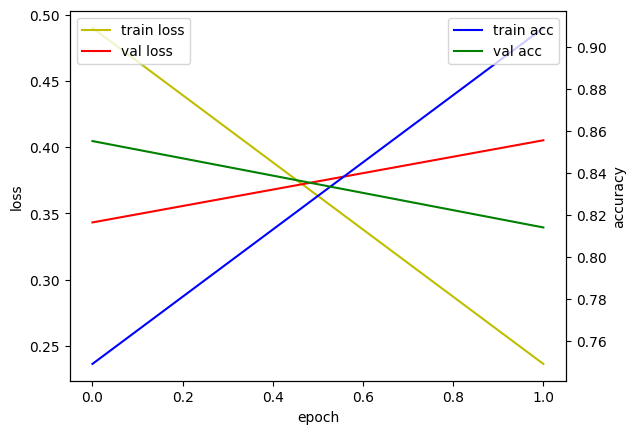 train loss
val loss
train acc
val acc
0.50
0.45
0.40
0.35
0.30
0.25
loss
0.90
0.88
0.86
0.84
0.82
0.80
0.78
0.76
accuracy
0.0 0.2 0.4 0.6 0.8 1.0
epoch